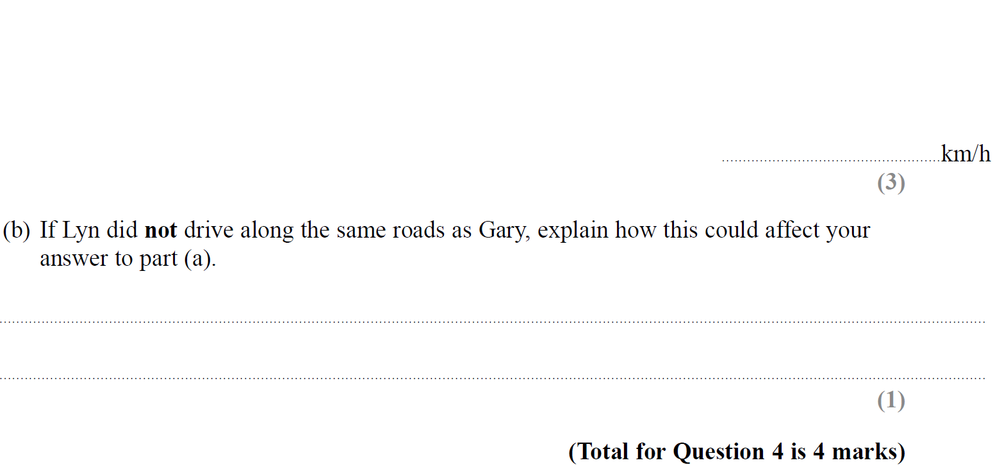 km/h
(3)
(b) If Lyn did not drive along the same roads as Gary, explain how this could affect your
answer to part (a).
(1)
(Total for Question 4 is 4 marks)